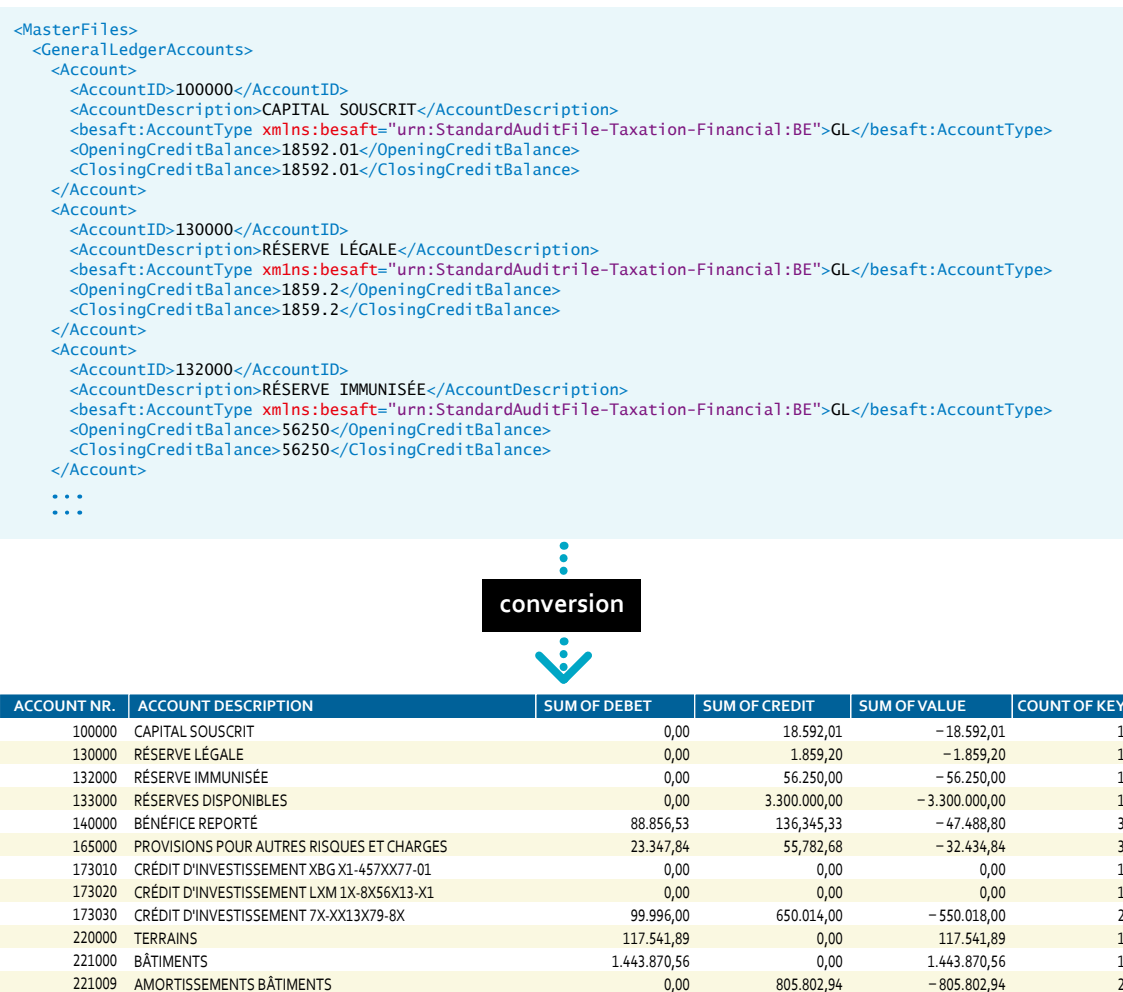 <MasterFiles>
<GeneralLedgerAccounts>
<Account>
<AccountID>100000</AccountID>
<AccountDescription>CAPITAL SOUSCRIT</AccountDescription>
<besaft:AccountType xmlns:besaft="urn:StandardAuditFile-Taxation-Financial:BE">GL</besaft:AccountType>
<OpeningCreditBalance>18592.01</OpeningCreditBalance>
<ClosingCreditBalance>18592.01</ClosingCreditBalance>
</Account>
<Account>
<AccountID>130000</AccountID>
<AccountDescription>RÉSERVE LÉGALE</AccountDescription>
<besaft:AccountType xm1ns:besaft="urn:StandardAuditrile-Taxation-Financial:BE">GL</besaft:AccountType>
<OpeningCreditBalance>1859.2</OpeningCreditBalance>
<ClosingCreditBalance>1859.2</ClosingCreditBalance>
</Account>
<Account>
<AccountID>132000</AccountID>
<AccountDescription>RÉSERVE IMMUNISÉE</AccountDescription>
<besaft:AccountType xmlns:besaft="urn:StandardAuditFile-Taxation-Financial:BE">GL</besaft:AccountType>
<OpeningCreditBalance>56250</OpeningCreditBalance>
<ClosingCreditBalance>56250</ClosingCreditBalance>
</Account>
...
...
conversion
ACCOUNT NR. ACCOUNT DESCRIPTION SUM OF DEBET SUM OF CREDIT SUM OF VALUE COUNT OF KEY
100000 CAPITAL SOUSCRIT 0,00 18.592,01 –18.592,01 1
130000 RÉSERVE LÉGALE 0,00 1.859,20 –1.859,20 1
132000 RÉSERVE IMMUNISÉE 0,00 56.250,00 –56.250,00 1
133000 RÉSERVES DISPONIBLES 0,00 3.300.000,00 –3.300.000,00 1
140000 BÉNÉFICE REPORTÉ 88.856,53 136,345,33 –47.488,80 3
165000 PROVISIONS POUR AUTRES RISQUES ET CHARGES 23.347,84 55,782,68 –32.434,84 3
173010 CRÉDIT D'INVESTISSEMENT XBG X1-457XX77-01 0,00 0,00 0,00 1
173020 CRÉDIT D'INVESTISSEMENT LXM 1X-8X56X13-X1 0,00 0,00 0,00 1
173030 CRÉDIT D'INVESTISSEMENT 7X-XX13X79-8X 99.996,00 650.014,00 –550.018,00 2
220000 TERRAINS 117.541,89 0,00 117.541,89 1
221000 BÂTIMENTS 1.443.870,56 0,00 1.443.870,56 1
221009 AMORTISSEMENTS BÂTIMENTS 0,00 805.802,94 –805.802,94 2